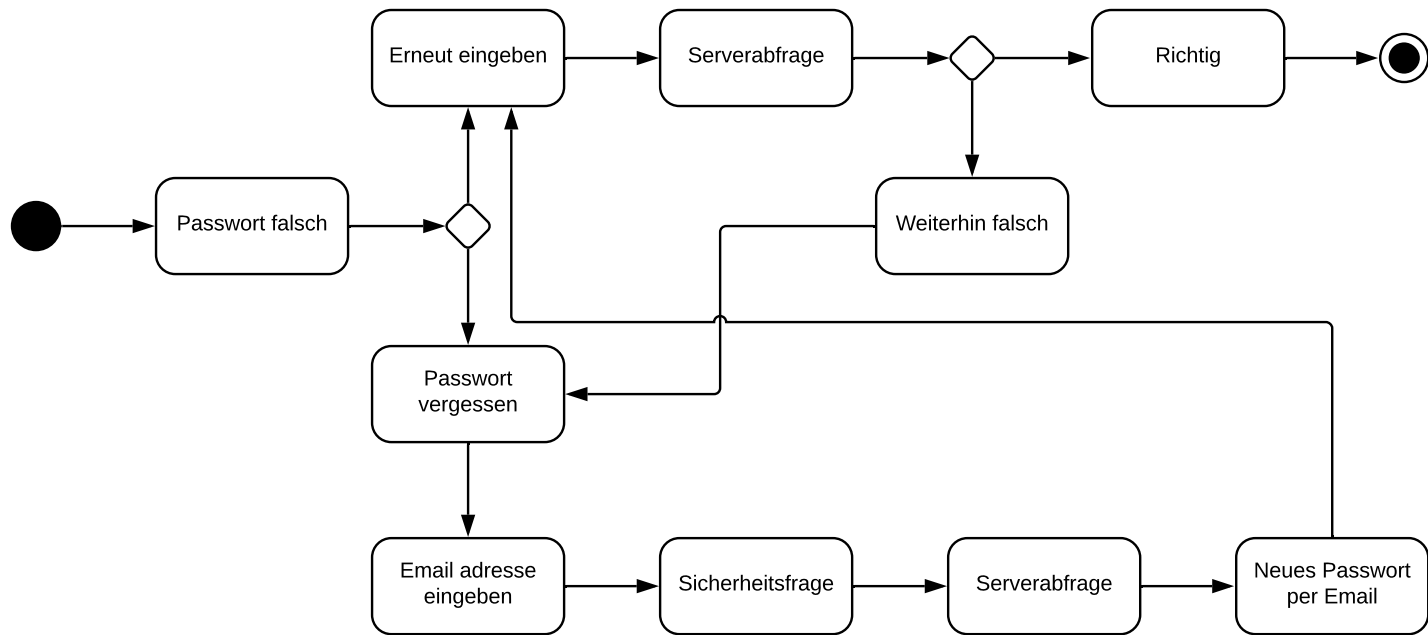 Erneut eingeben
Serverabfrage
Richtig
Passwort falsch
Weiterhin falsch
Passwort
vergessen
Email adresse
eingeben
Sicherheitsfrage
Serverabfrage
Neues Passwort
per Email